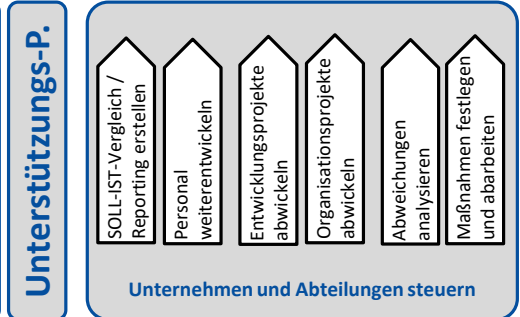 Unterstützungs-P.
SOLL-IST-Vergleich /
Reporting erstellen
Personal
weiterentwickeln
Entwicklungsprojekte
abwickeln
Organisationsprojekte
abwickeln
Abweichungen
analysieren
Maßnahmen festlegen
und abarbeiten
Unternehmen und Abteilungen steuern